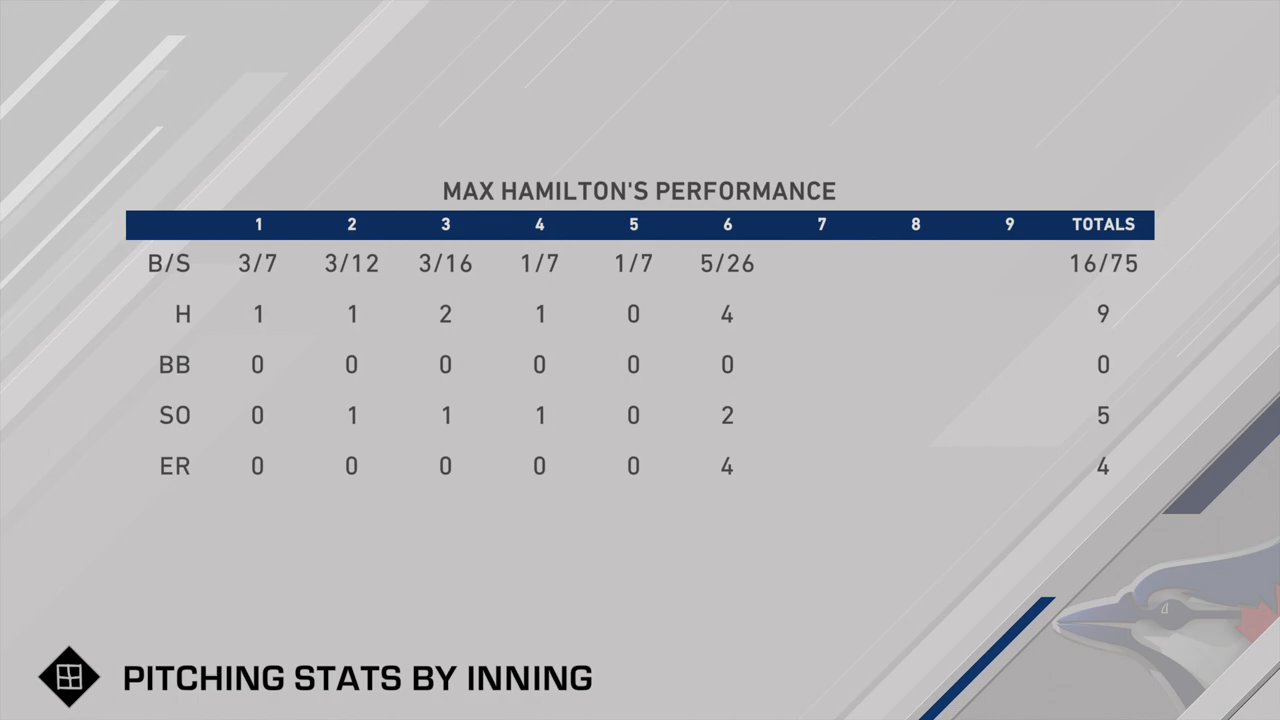 MAX HAMILTON'S PERFORMANCE
1 2 3 4 5 6 7 8 9 TOTALS
B/S 3/7 3/12 3/16 1/7 1/7 5/26 16/75
H 1 1 2 1 0 4 9
BB 0 0 0 0 0 0 0
SO 0 1 1 1 0 2 5
ER 0 0 0 0 0 4 4
PITCHING STATS BY INNING